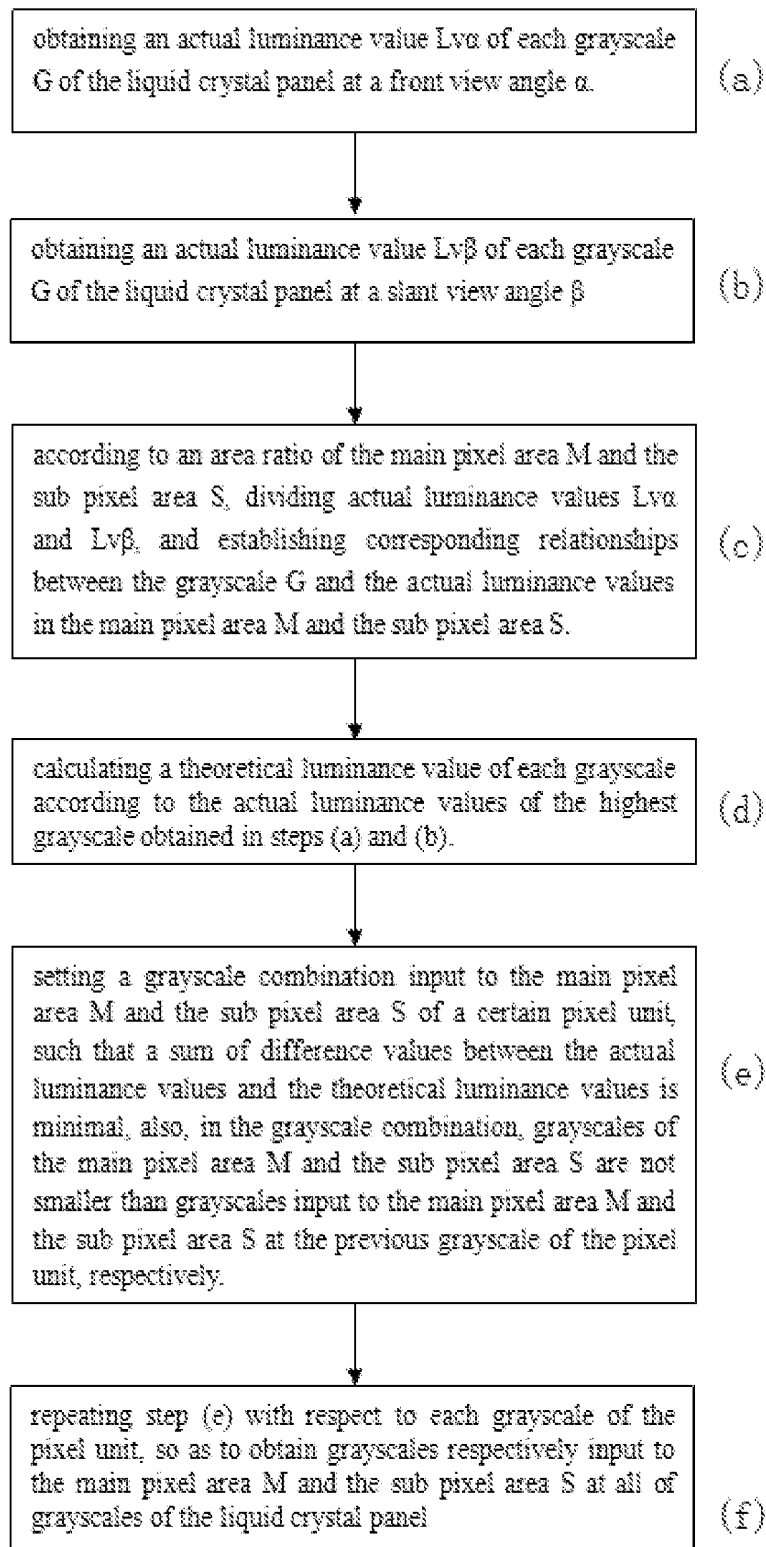 obtaining an actual luminance value Lvα of each grayscale
G of the liquid crystal panel at a front view angle α.
(a)
obtaining an actual luminance value Lvβ of each grayscale
G of the liquid crystal panel at a slant view angle β
(b)
according to an area ratio of the main pixel area M and the
sub pixel area S, dividing actual luminance values Lvα
and Lvβ, and establishing corresponding relationships
between the grayscale G and the actual luminance values
in the main pixel area M and the sub pixel area S.
(c)
calculating a theoretical luminance value of each grayscale
according to the actual luminance values of the highest
grayscale obtained in steps (a) and (b).
(d)
setting a grayscale combination input to the main pixel
area M and the sub pixel area S of a certain pixel unit,
such that a sum of difference values between the actual
luminance values and the theoretical luminance values is
minimal, also, in the grayscale combination, grayscales of
the main pixel area M and the sub pixel area S are not
smaller than grayscales input to the main pixel area M and
the sub pixel area S at the previous grayscale of the pixel
unit, respectively.
(e)
repeating step (e) with respect to each grayscale of the
pixel unit, so as to obtain grayscales respectively input to
the main pixel area M and the sub pixel area S at all of
grayscales of the liquid crystal panel
(f)